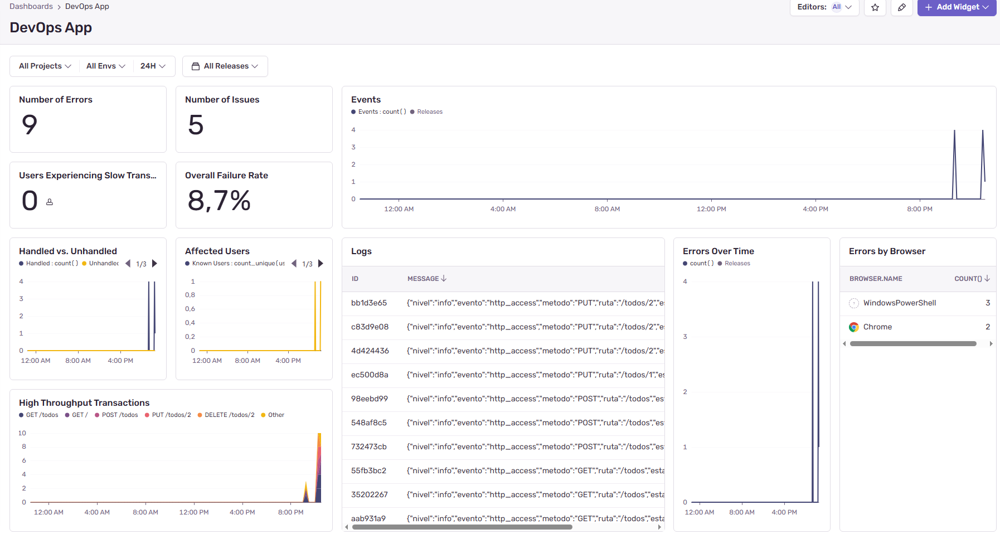 Dashboards > DevOps App
Editors: All
Add Widget
DevOps App
All Projects
All Envs
24H
All Releases
Number of Errors
9
Number of Issues
5
Users Experiencing Slow Trans...
0
Overall Failure Rate
8,7%
Events
Events : count()
Releases
4
3
2
1
0
12:00 AM
4:00 AM
8:00 AM
12:00 PM
4:00 PM
8:00 PM
Handled vs. Unhandled
Handled : count()
Unhandled
1/3
4
3
2
1
0
12:00 AM
8:00 AM
4:00 PM
Affected Users
Known Users : count_unique(us
1/3
1
0,8
0,6
0,4
0,2
0
12:00 AM
8:00 AM
4:00 PM
High Throughput Transactions
GET /todos
GET /
POST /todos
PUT /todos/2
DELETE /todos/2
Other
10
8
6
4
2
0
12:00 AM
4:00 AM
8:00 AM
12:00 PM
4:00 PM
8:00 PM
Logs
ID MESSAGE
bb1d3e65 {"nivel":"info","evento":"http_access","metodo":"PUT","ruta":"/todos/2","es
c83d9e08 {"nivel":"info","evento":"http_access","metodo":"PUT","ruta":"/todos/2","e
4d424436 {"nivel":"info","evento":"http_access","metodo":"PUT","ruta":"/todos/2","es
ec500d8a {"nivel":"info","evento":"http_access","metodo":"PUT","ruta":"/todos/1","es
98eebd99 {"nivel":"info","evento":"http_access","metodo":"POST","ruta":"/todos","est
548af8c5 {"nivel":"info","evento":"http_access","metodo":"POST","ruta":"/todos","est
732473cb {"nivel":"info","evento":"http_access","metodo":"POST","ruta":"/todos","est
55fb3bc2 {"nivel":"info","evento":"http_access","metodo":"GET","ruta":"/todos","esta
35202267 {"nivel":"info","evento":"http_access","metodo":"GET","ruta":"/todos","esta
aab931a9 {"nivel":"info","evento":"http_access","metodo":"GET","ruta":"/todos","esta
Errors Over Time
count()
Releases
4
3
2
1
0
12:00 AM
8:00 AM
4:00 PM
Errors by Browser
BROWSER.NAME COUNT()
WindowsPowerShell 3
Chrome 2